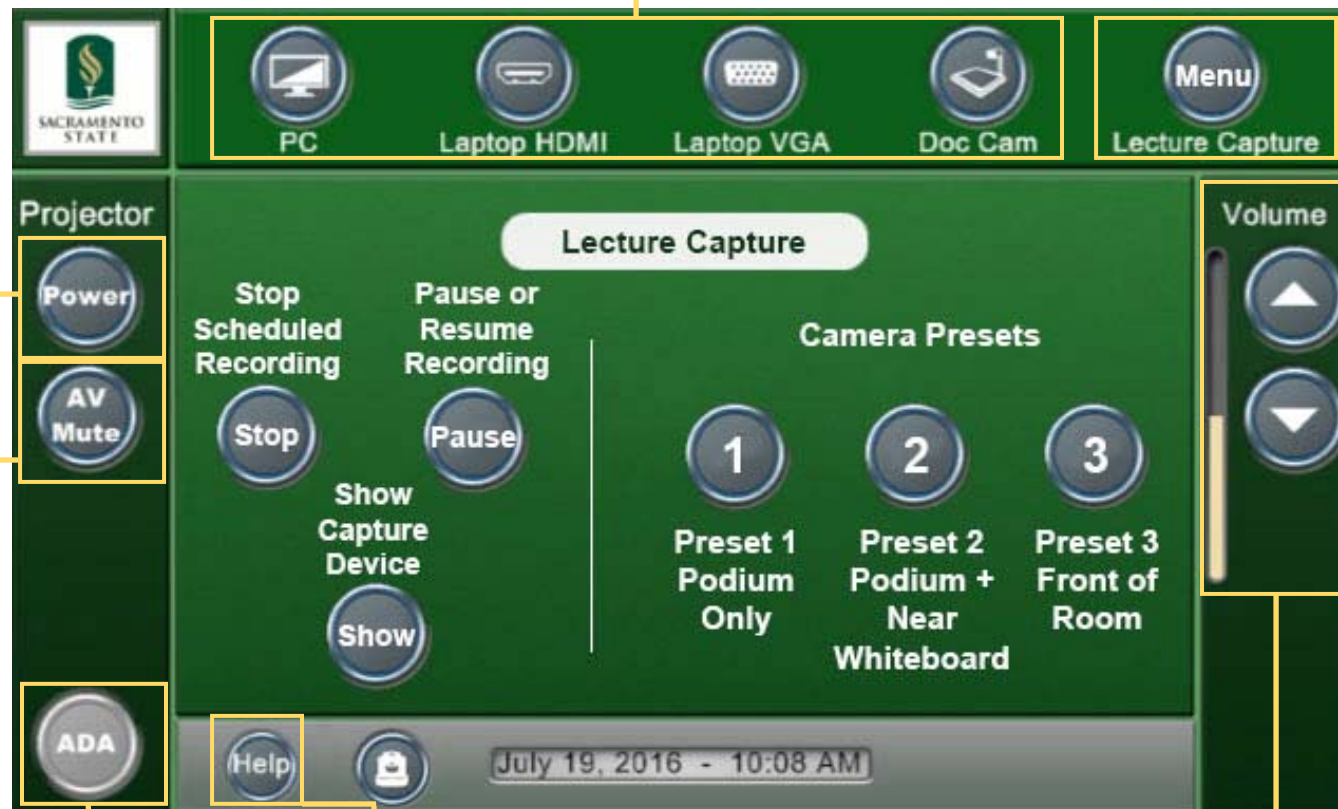 SACRAMENTO
STATE
PC
Laptop HDMI
Laptop VGA
Doc Cam
Menu
Lecture Capture
Projector
Power
AV
Mute
ADA
Lecture Capture
Stop
Scheduled
Recording
Stop
Pause or
Resume
Recording
Pause
Show
Capture
Device
Show
Camera Presets
1
2
3
Preset 1
Podium
Only
Preset 2
Podium +
Near
Whiteboard
Preset 3
Front of
Room
Volume
Help
July 19, 2016 - 10:08 AM